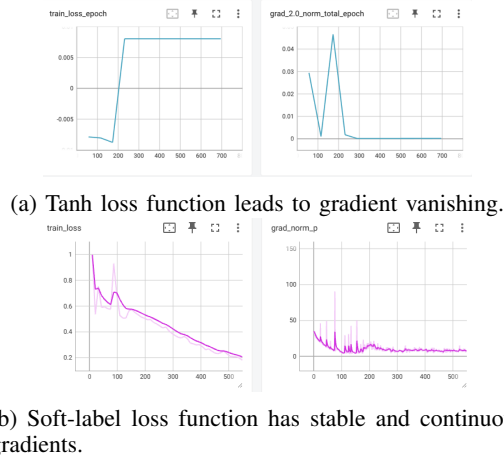 train_loss_epoch
grad_2.0_norm_total_epoch
0.005
0
-0.005
100 200 300 400 500 600 700
0.04
0.03
0.02
0.01
0
100 200 300 400 500 600 700
(a) Tanh loss function leads to gradient vanishing.
train_loss
grad_norm_p
1
0.8
0.6
0.4
0.2
0 100 200 300 400 500
150
100
50
0
0 100 200 300 400 500
b) Soft-label loss function has stable and continuo
gradients.